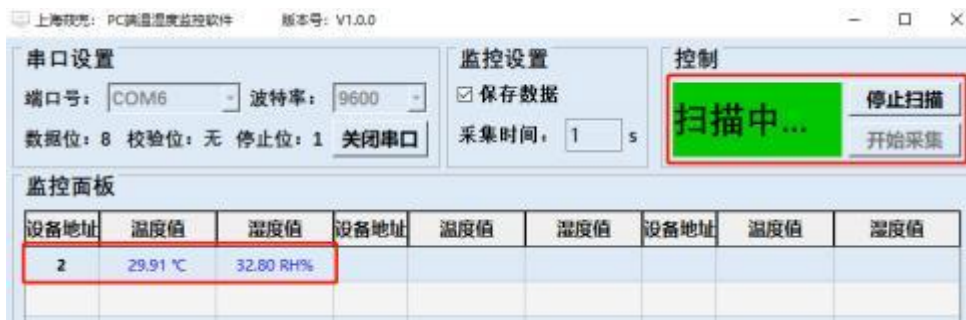 上海筱兜: PC端温湿度监控软件 版本号: V1.0.0
串口设置
端口号: COM6 波特率: 9600
数据位: 8 校验位: 无 停止位: 1 关闭串口
监控设置
保存数据
采集时间: 1 s
控制
扫描中... 停止扫描
开始采集
监控面板
设备地址 温度值 湿度值 设备地址 温度值 湿度值 设备地址 温度值 湿度值
2 29.91 ℃ 32.80 RH%